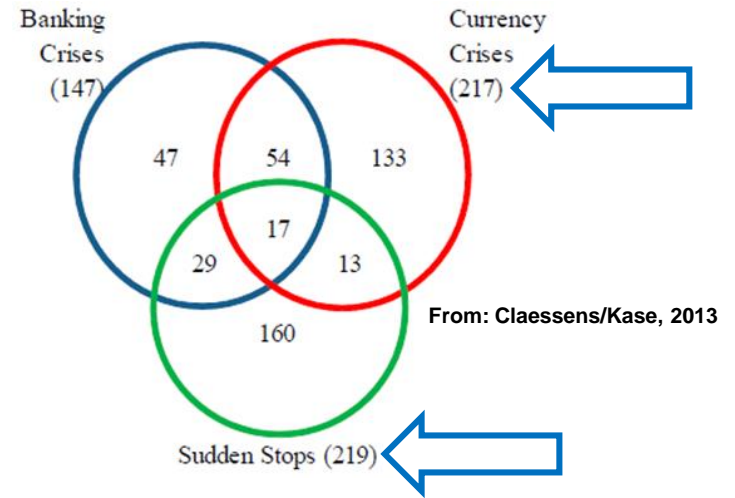 Banking
Crises
(147)
Currency
Crises
(217)
47
54
133
17
29
13
160
From: Claessens/Kase, 2013
Sudden Stops (219)